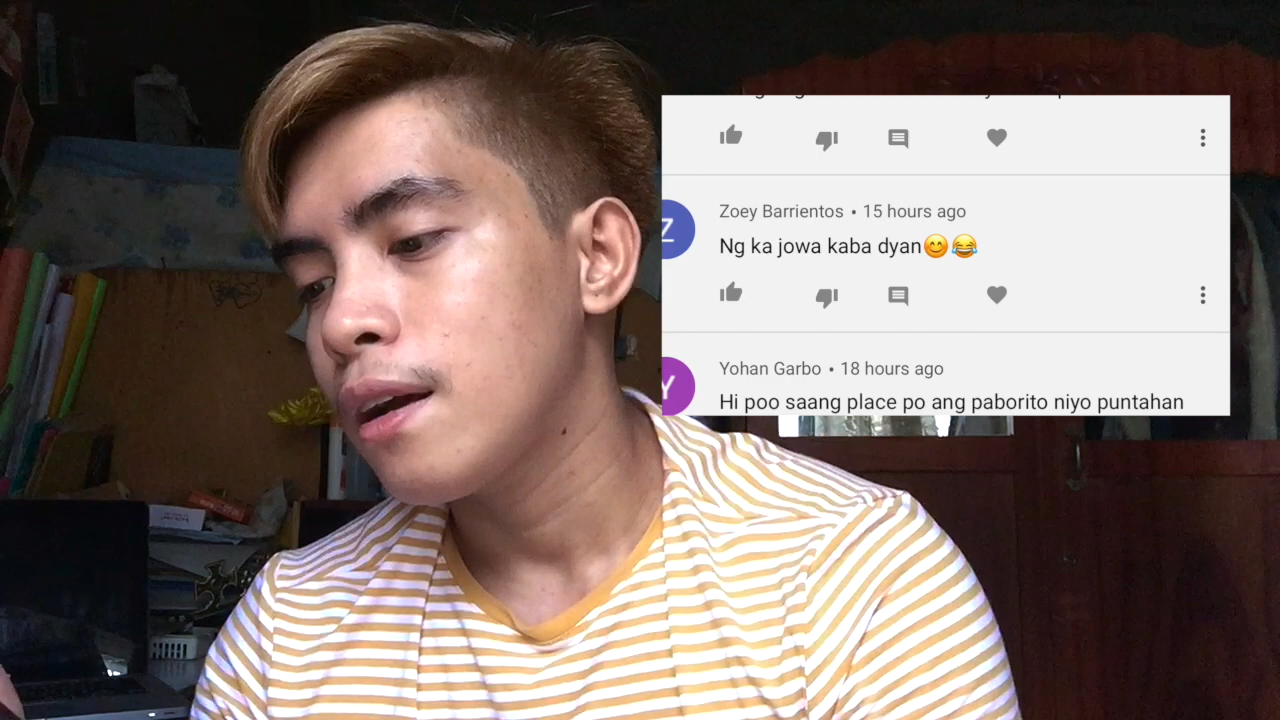 Zoey Barrientos • 15 hours ago
Ng ka jowa kaba dyan😊😂
Yohan Garbo • 18 hours ago
Hi poo saang place po ang paborito niyo puntahan
Z
Y